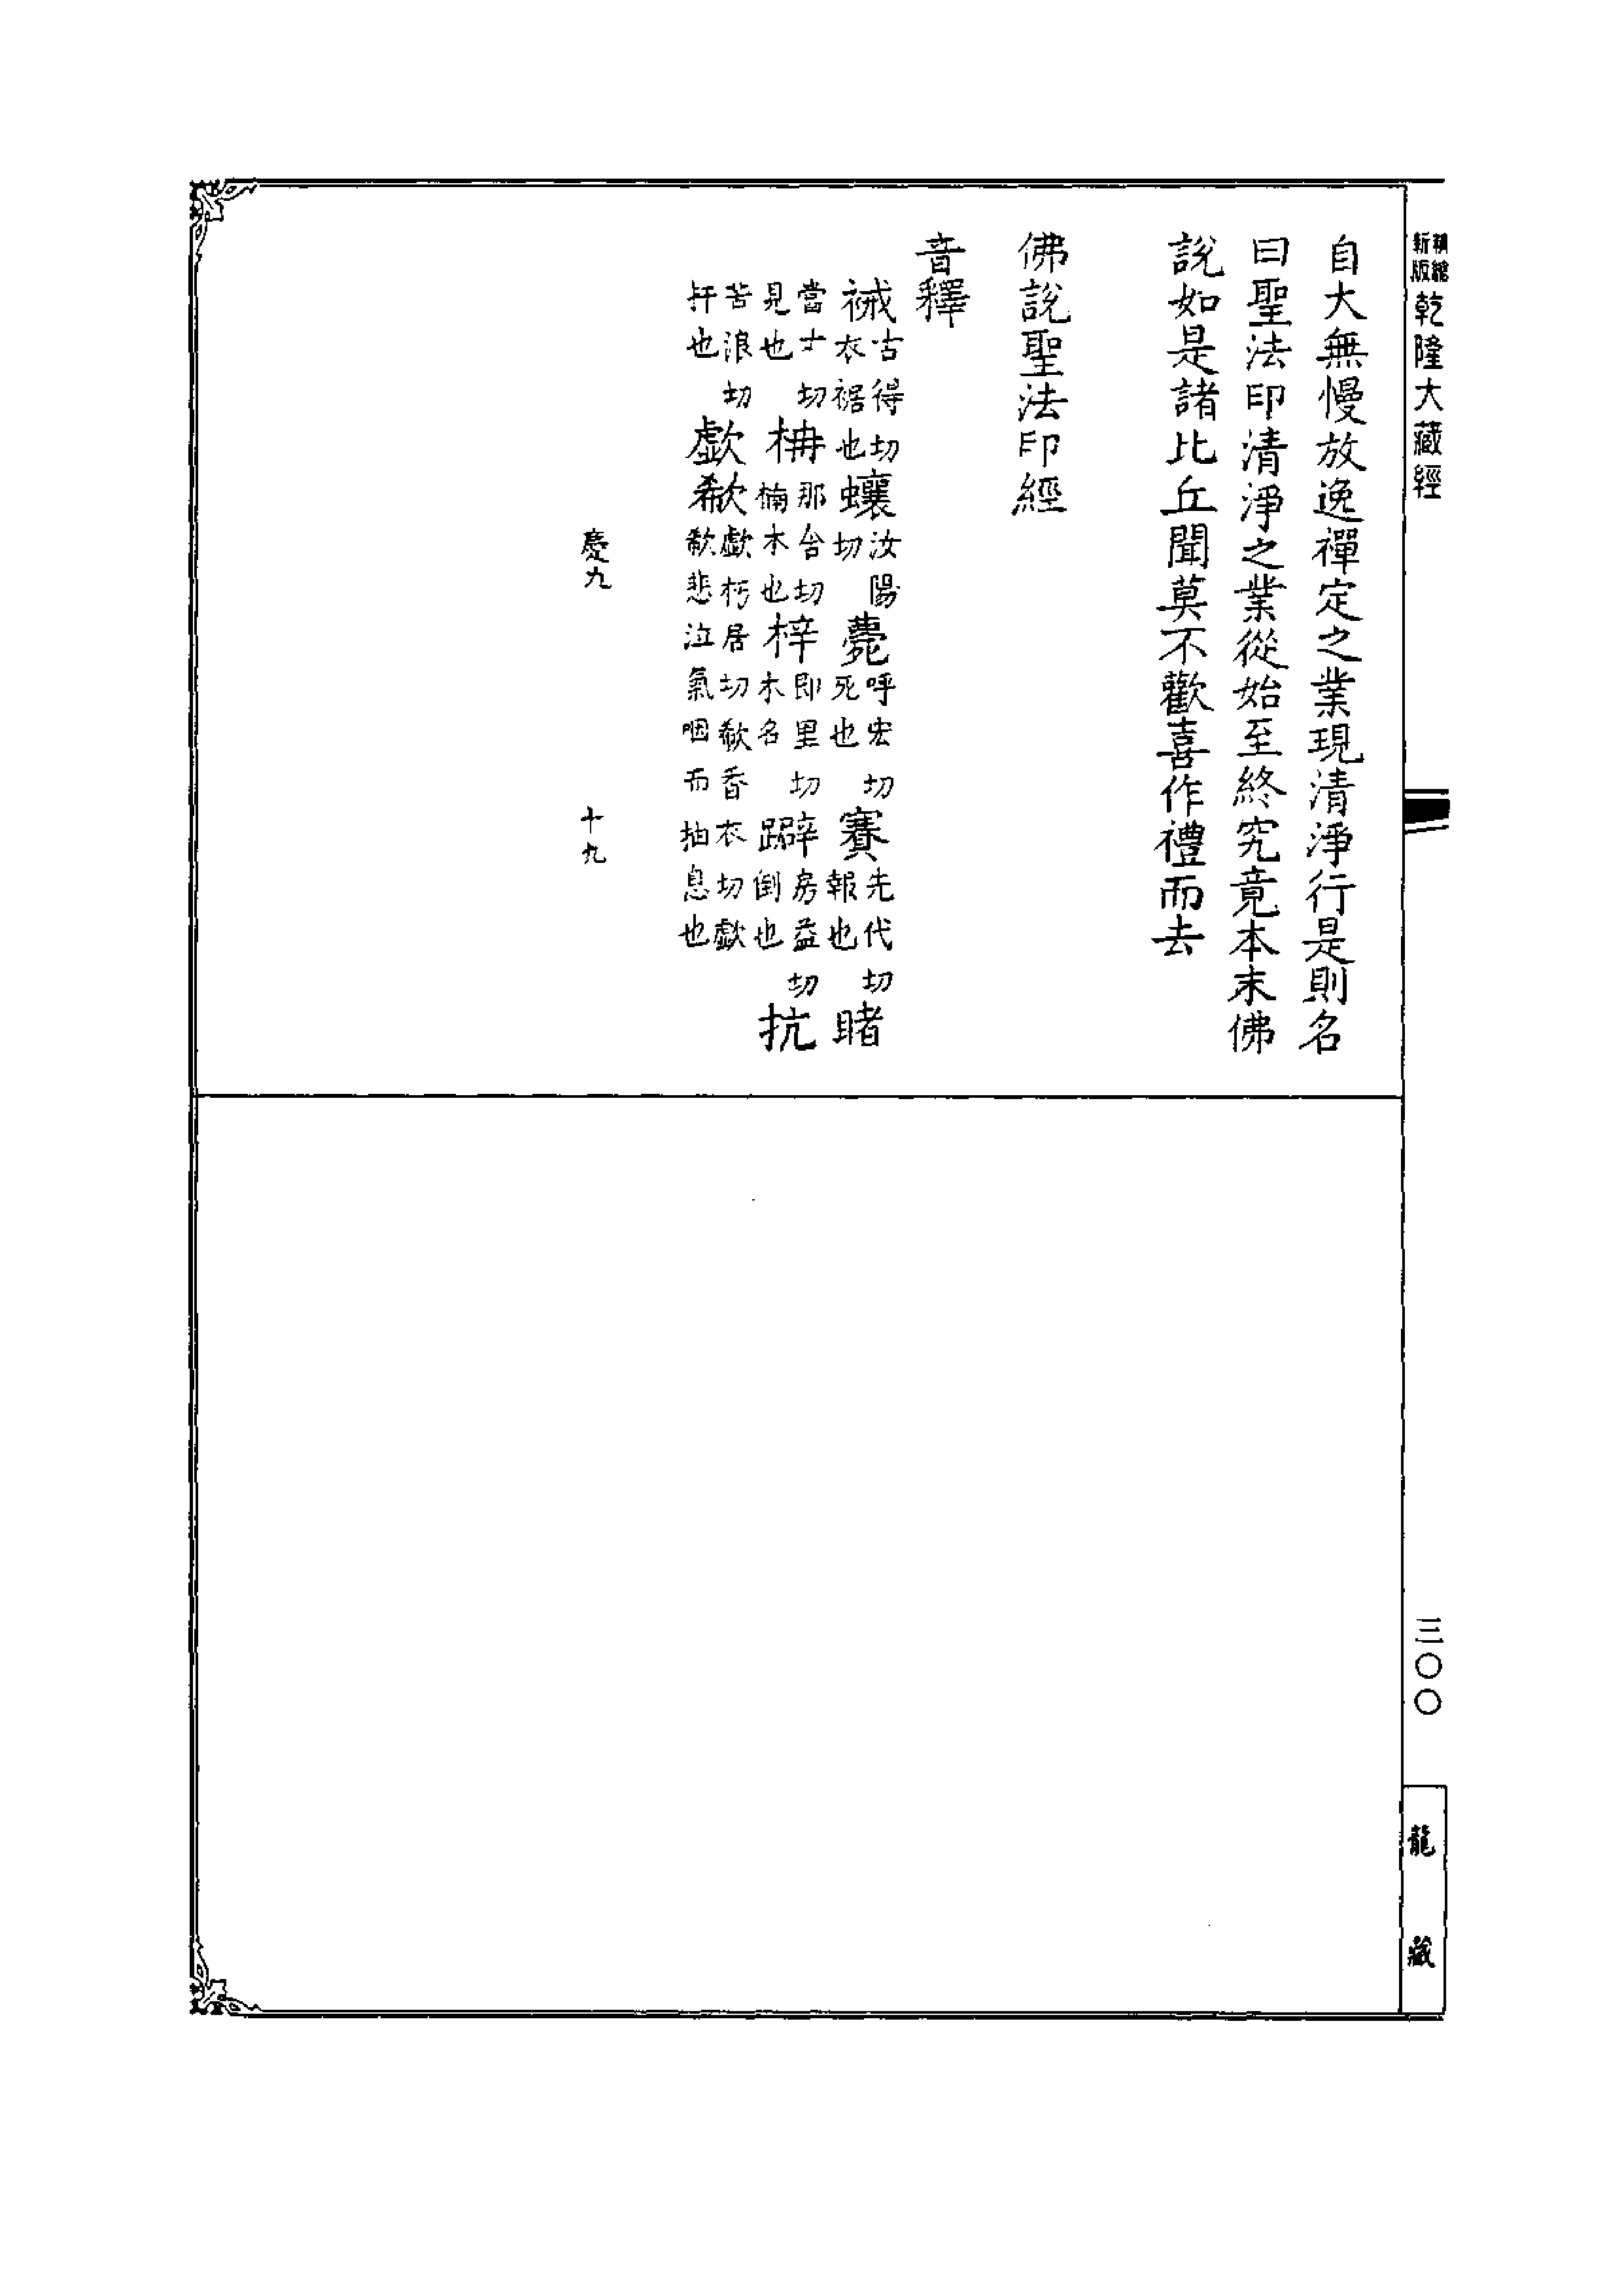 精繪
新版
乾隆大藏經
自大無慢放逸禪定之業現清淨行是則名
曰聖法印清淨之業從始至終究竟本末佛
說如是諸比丘聞莫不歡喜作禮而去
佛說聖法印經
音釋
裓古得切衣裾也蠰汝陽切薨呼宏切死也賽先代切報也睹
當古切見也枏那含切楠木也梓即里切木名躃房益切倒也抗
苦浪切扞也歔欷歔朽居切欷香衣切歔欷悲泣氣咽而抽息也
慶九 十九
三〇〇
龍藏